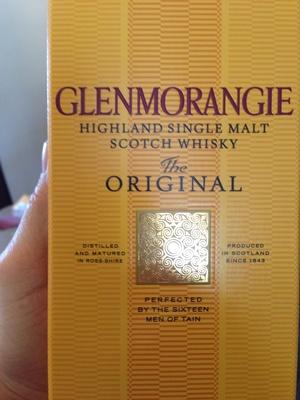 GLENMORANGIE
HIGHLAND SINGLE MALT
SCOTCH WHISKY
The
ORIGINAL
DISTILLED
AND MATURED
IN ROSS-SHIRE
PRODUCED
IN SCOTLAND
SINCE 1843
PERFECTED
BY THE SIXTEEN
MEN OF TAIN